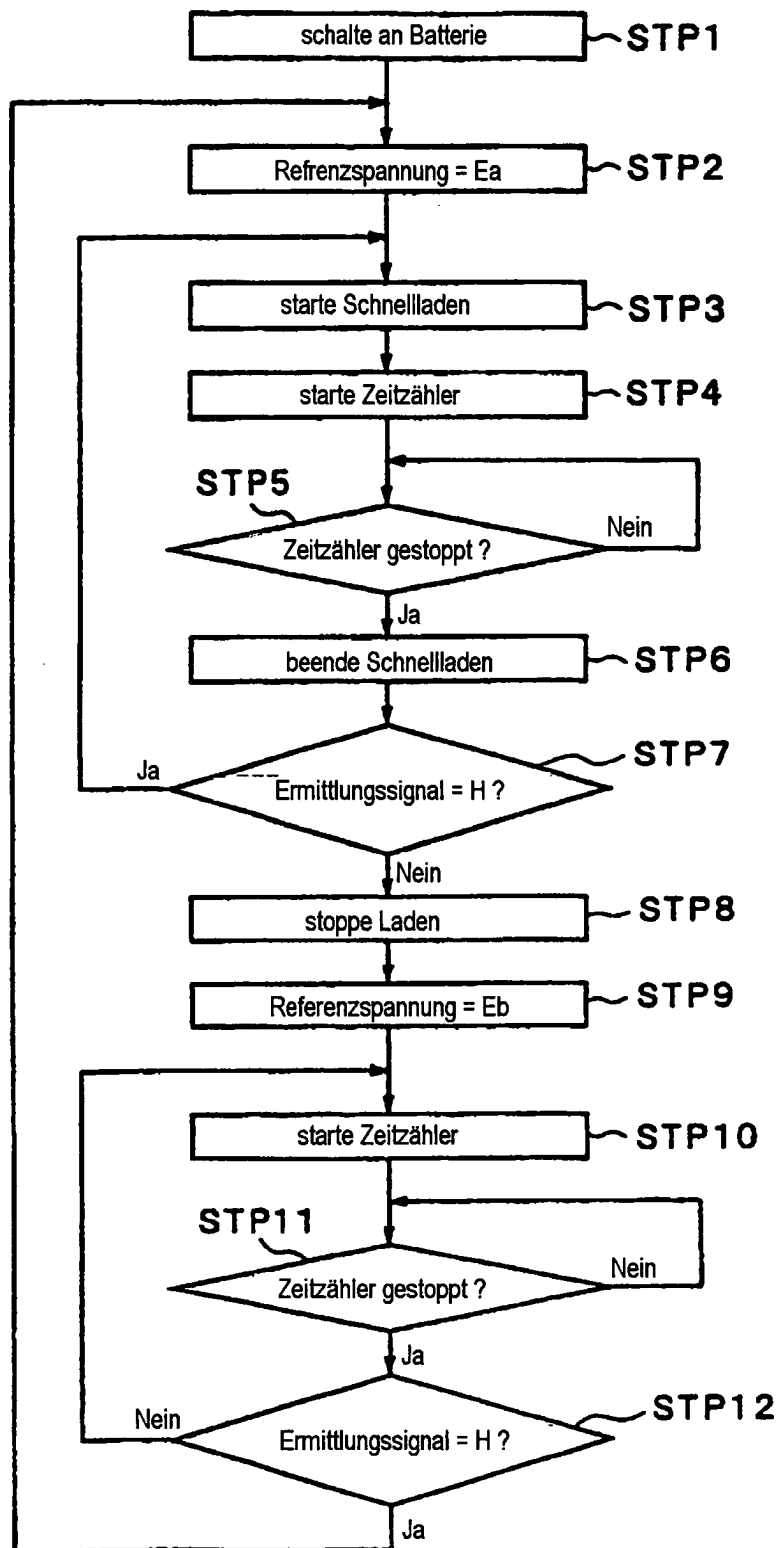 schalte an Batterie
STP1
Refrenzspannung = Ea
STP2
starte Schnellladen
STP3
starte Zeitzähler
STP4
STP5
Zeitzähler gestoppt ?
Nein
Ja
beende Schnellladen
STP6
STP7
Ja
Ermittlungssignal = H ?
Nein
stoppe Laden
STP8
Referenzspannung = Eb
STP9
starte Zeitzähler
STP10
STP11
Zeitzähler gestoppt ?
Nein
Ja
STP12
Nein
Ermittlungssignal = H ?
Ja